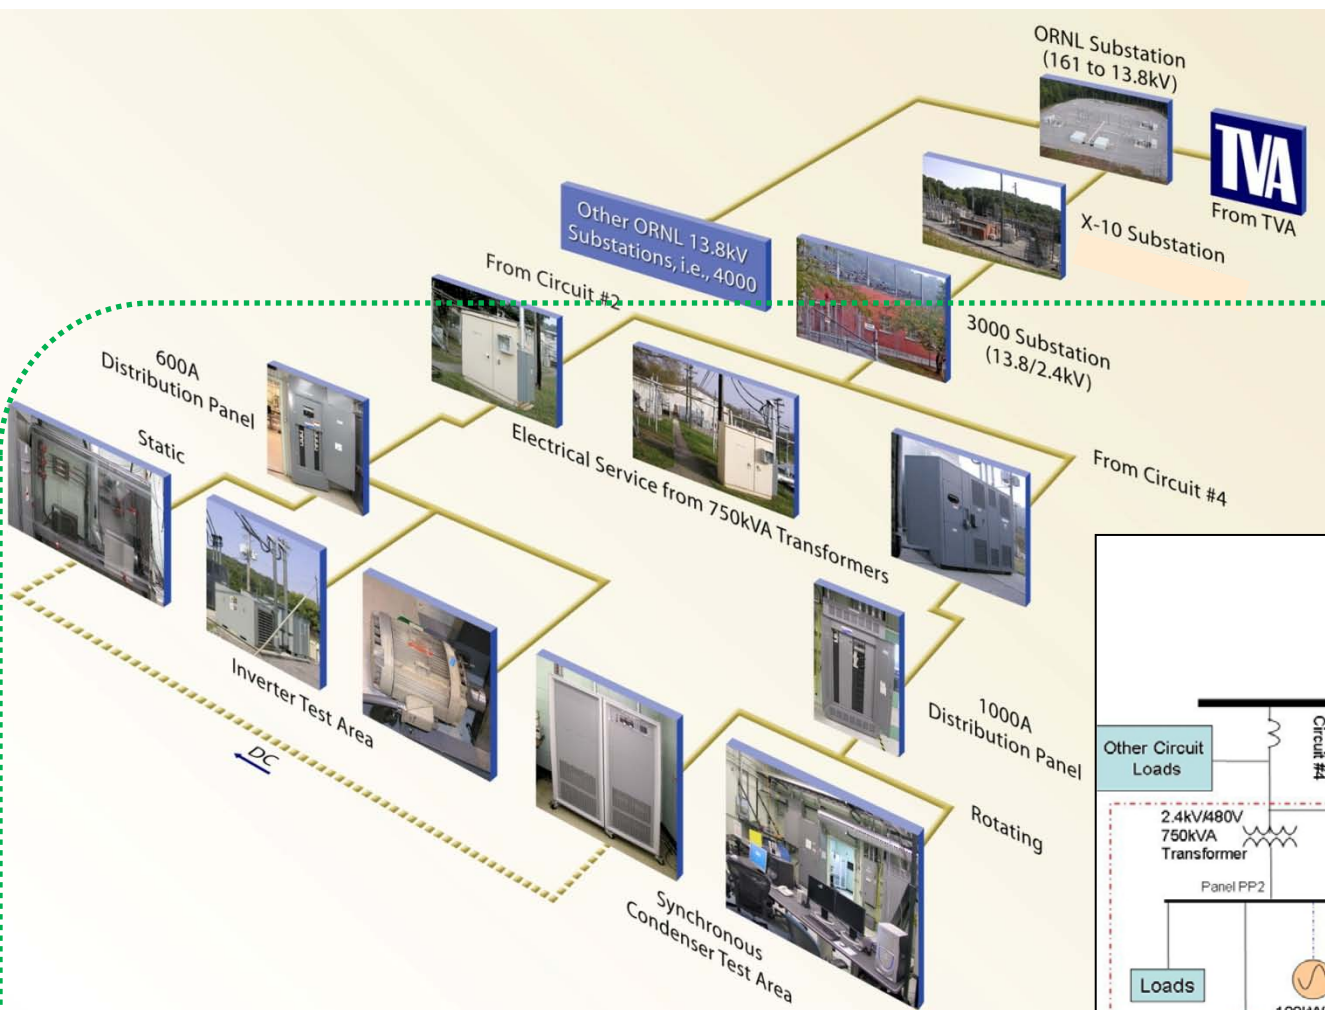 ORNL Substation
(161 to 13.8kV)
TVA
From TVA
X-10 Substation
Other ORNL 13.8kV
Substations, i.e., 4000
From Circuit #2
3000 Substation
(13.8/2.4kV)
600A
Distribution Panel
Static
Electrical Service from 750kVA Transformers
From Circuit #4
Inverter Test Area
DC
1000A
Distribution Panel
Rotating
Synchronous
Condenser Test Area
Circuit #4
Other Circuit
Loads
2.4kV/480V
750kVA
Transformer
Panel PP2
Loads